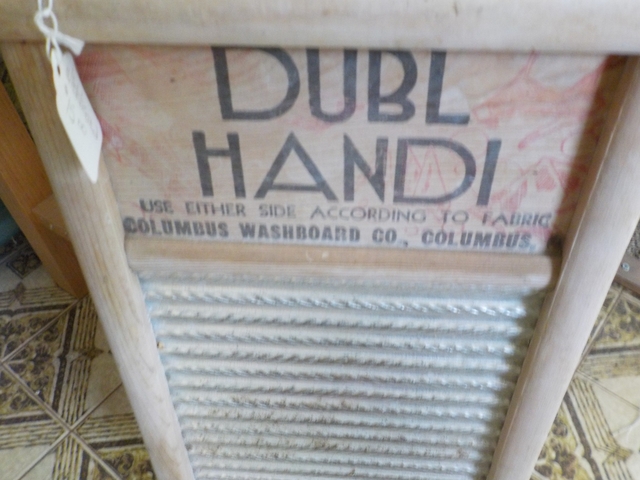 DUBL
HANDI
USE EITHER SIDE ACCORDING TO FABRIC
COLUMBUS WASHBOARD CO., COLUMBUS,